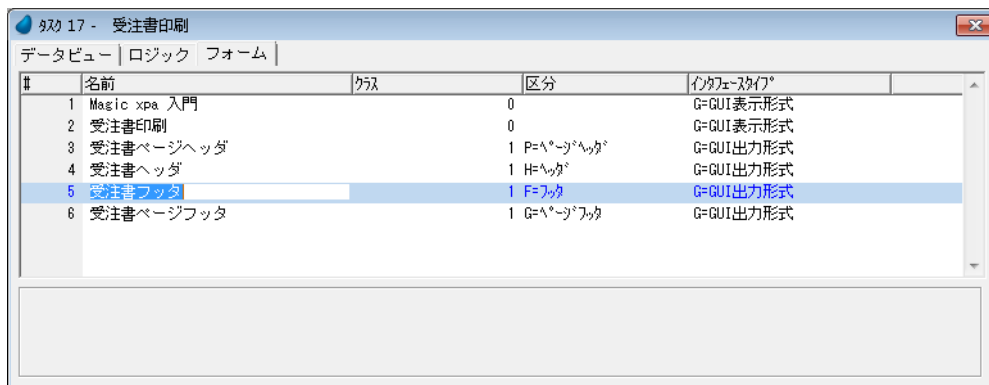 ﾀｽｸ 17 - 受注書印刷
データビュー ロジック フォーム
# 名前 ｸﾗｽ 区分 ｲﾝﾀﾌｪｰｽﾀｲﾌﾟ
1 Magic xpa 入門 0 G=GUI表示形式
2 受注書印刷 0 G=GUI表示形式
3 受注書ページヘッダ 1 P=ﾍﾟｰｼﾞﾍｯﾀﾞ G=GUI出力形式
4 受注書ヘッダ 1 H=ﾍｯﾀﾞ G=GUI出力形式
5 受注書フッタ 1 F=ﾌｯﾀ G=GUI出力形式
6 受注書ページフッタ 1 G=ﾍﾟｰｼﾞﾌｯﾀ G=GUI出力形式